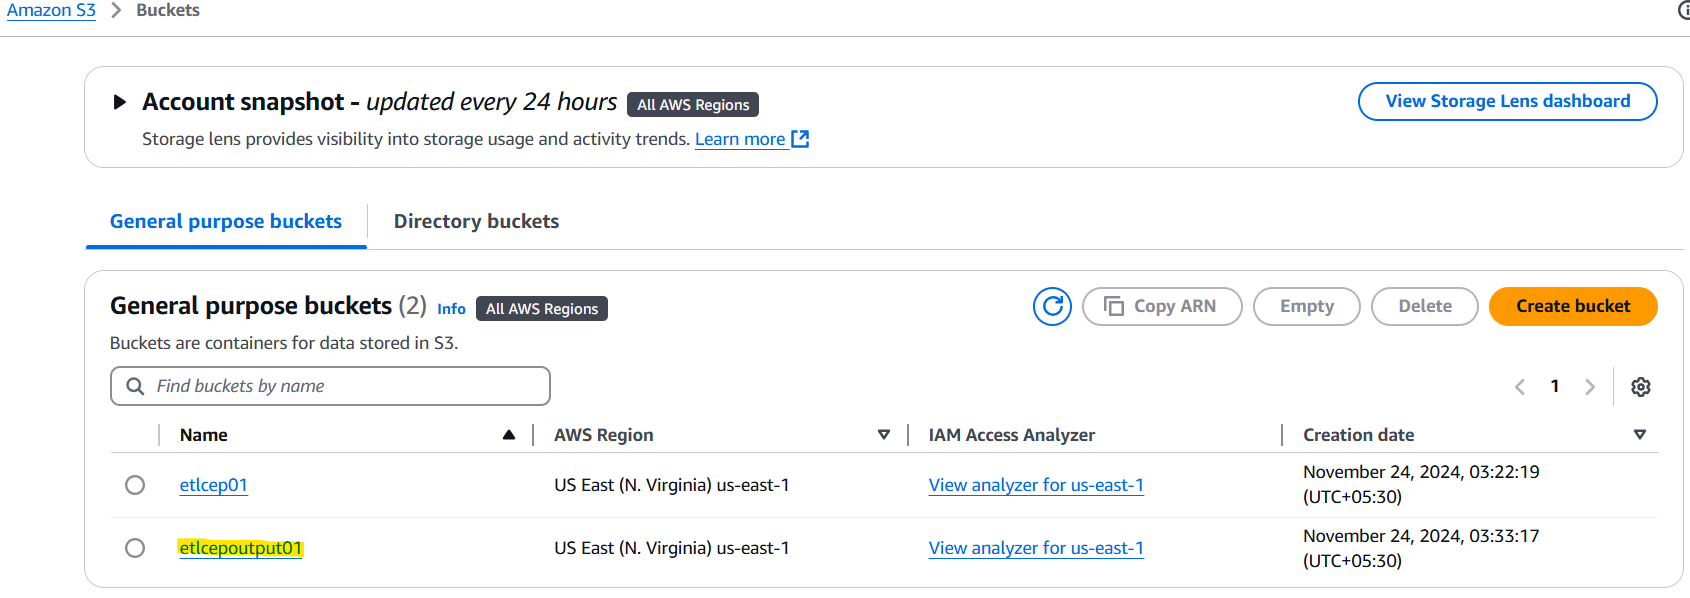 Amazon S3 > Buckets
Account snapshot - updated every 24 hours All AWS Regions
View Storage Lens dashboard
Storage lens provides visibility into storage usage and activity trends. Learn more
General purpose buckets
Directory buckets
General purpose buckets (2) Info All AWS Regions
Copy ARN
Empty
Delete
Create bucket
Buckets are containers for data stored in S3.
Find buckets by name
1
Name AWS Region IAM Access Analyzer Creation date
etlcep01 US East (N. Virginia) us-east-1 View analyzer for us-east-1 November 24, 2024, 03:22:19
(UTC+05:30)
etlcepoutput01 US East (N. Virginia) us-east-1 View analyzer for us-east-1 November 24, 2024, 03:33:17
(UTC+05:30)